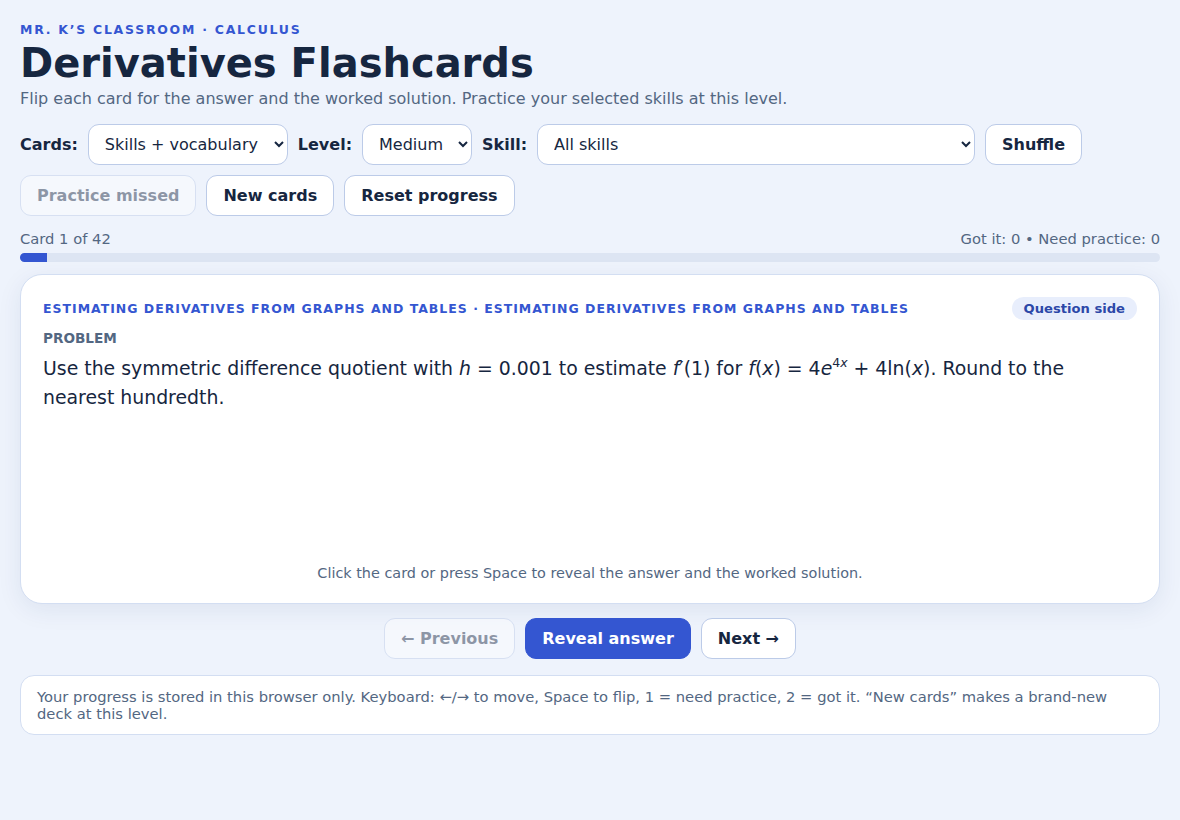 MR. K’S CLASSROOM · CALCULUS
Derivatives Flashcards
Flip each card for the answer and the worked solution. Practice your selected skills at this level.
Cards: Skills + vocabulary Level: Medium Skill: All skills Shuffle
Practice missed New cards Reset progress
Card 1 of 42 Got it: 0 • Need practice: 0
ESTIMATING DERIVATIVES FROM GRAPHS AND TABLES · ESTIMATING DERIVATIVES FROM GRAPHS AND TABLES Question side
PROBLEM
Use the symmetric difference quotient with h = 0.001 to estimate f′(1) for f(x) = 4e^{4x} + 4ln(x). Round to the
nearest hundredth.
Click the card or press Space to reveal the answer and the worked solution.
← Previous Reveal answer Next →
Your progress is stored in this browser only. Keyboard: ←/→ to move, Space to flip, 1 = need practice, 2 = got it. “New cards” makes a brand-new
deck at this level.